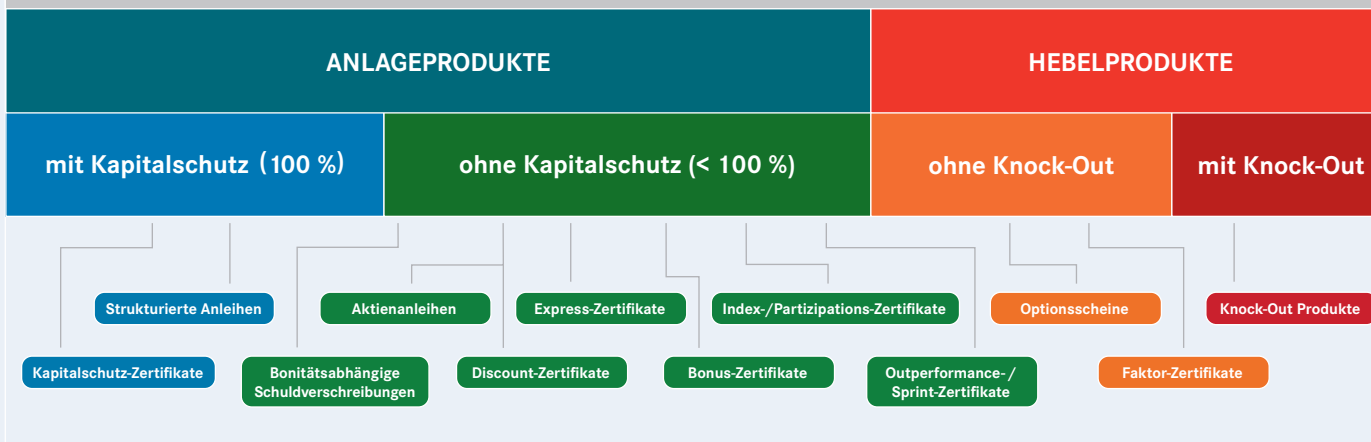 ANLAGEPRODUKTE
HEBELPRODUKTE
mit Kapitalschutz (100 %)
ohne Kapitalschutz (< 100 %)
ohne Knock-Out
mit Knock-Out
Strukturierte Anleihen
Aktienanleihen
Express-Zertifikate
Index-/Partizipations-Zertifikate
Optionsscheine
Knock-Out Produkte
Kapitalschutz-Zertifikate
Bonitätsabhängige
Schuldverschreibungen
Discount-Zertifikate
Bonus-Zertifikate
Outperformance-/
Sprint-Zertifikate
Faktor-Zertifikate